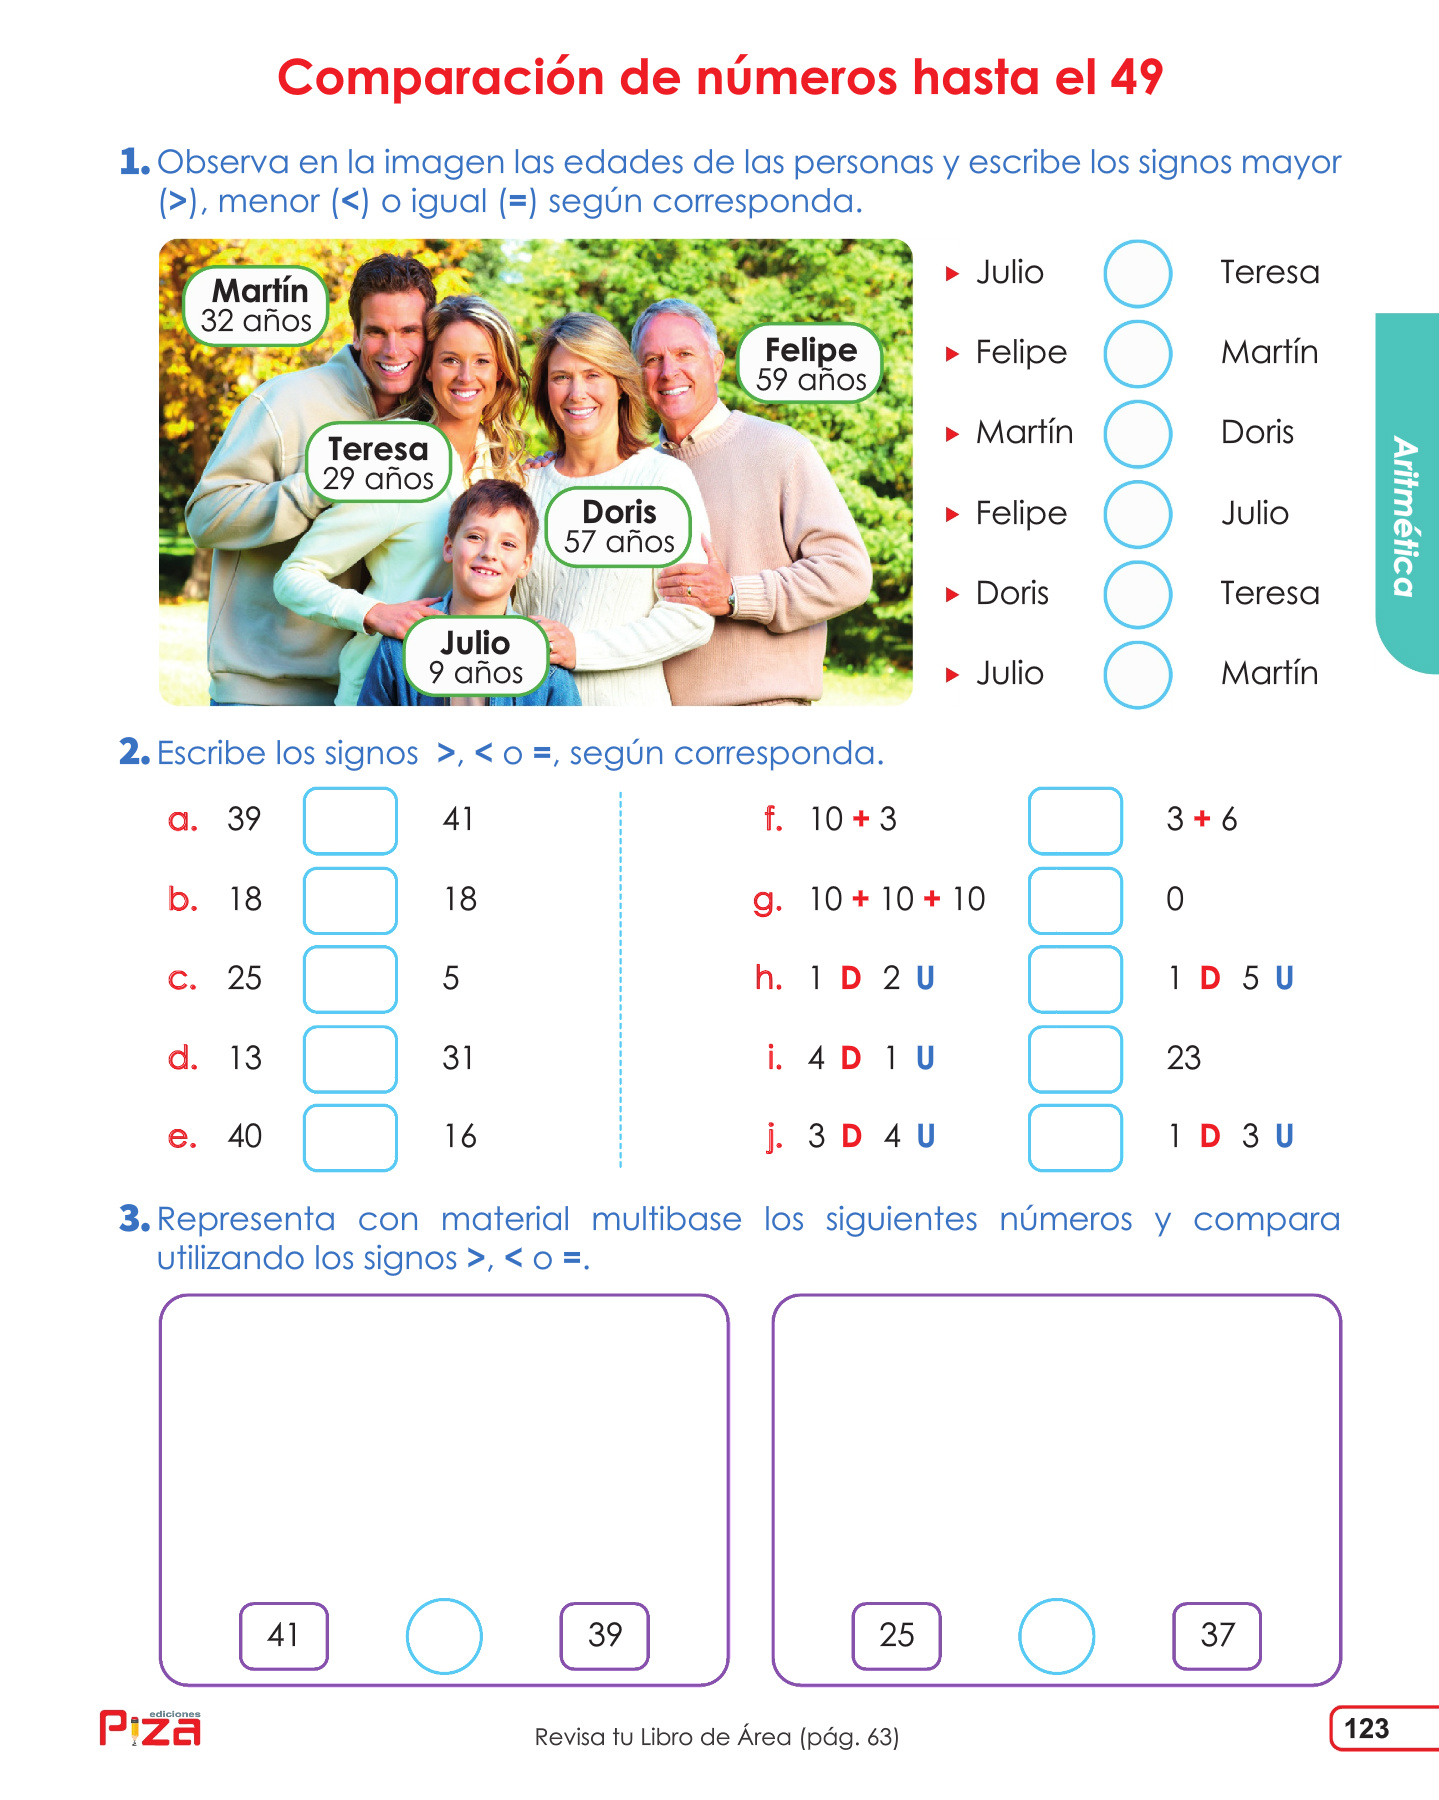 Comparación de números hasta el 49
1. Observa en la imagen las edades de las personas y escribe los signos mayor
(>), menor (<) o igual (=) según corresponda.
Martín
32 años
Felipe
59 años
Teresa
29 años
Doris
57 años
Julio
9 años
Julio Teresa
Felipe Martín
Martín Doris
Felipe Julio
Doris Teresa
Julio Martín
Aritmética
2. Escribe los signos >, < o =, según corresponda.
a. 39 41
b. 18 18
c. 25 5
d. 13 31
e. 40 16
f. 10 + 3 3 + 6
g. 10 + 10 + 10 0
h. 1 D 2 U 1 D 5 U
i. 4 D 1 U 23
j. 3 D 4 U 1 D 3 U
3. Representa con material multibase los siguientes números y compara
utilizando los signos >, < o =.
41 39
25 37
ediciones
Piza
Revisa tu Libro de Área (pág. 63)
123